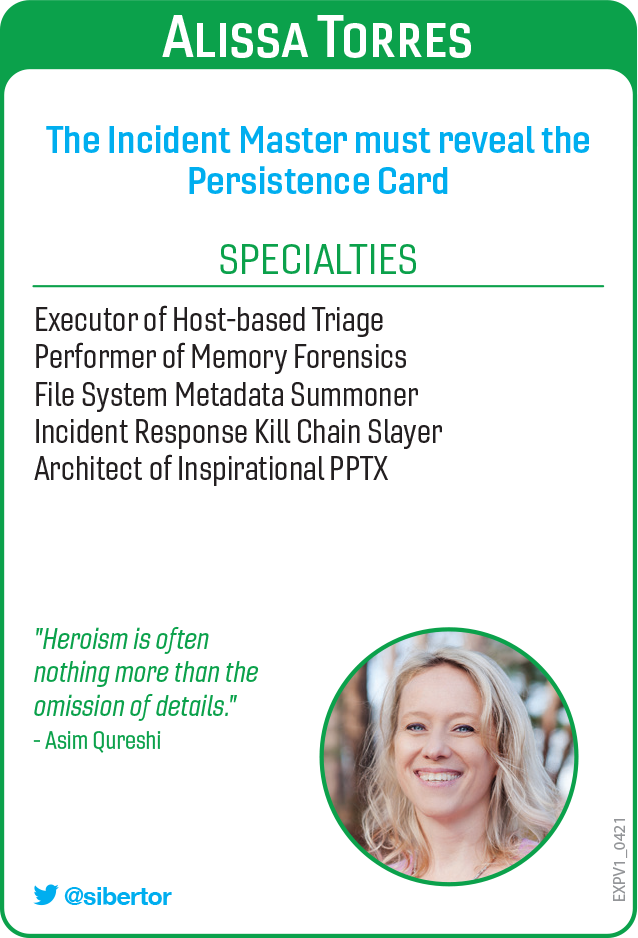 ALISSA TORRES
The Incident Master must reveal the
Persistence Card
SPECIALTIES
Executor of Host-based Triage
Performer of Memory Forensics
File System Metadata Summoner
Incident Response Kill Chain Slayer
Architect of Inspirational PPTX
"Heroism is often
nothing more than the
omission of details."
- Asim Qureshi
@sibertor
EXPV1_0421